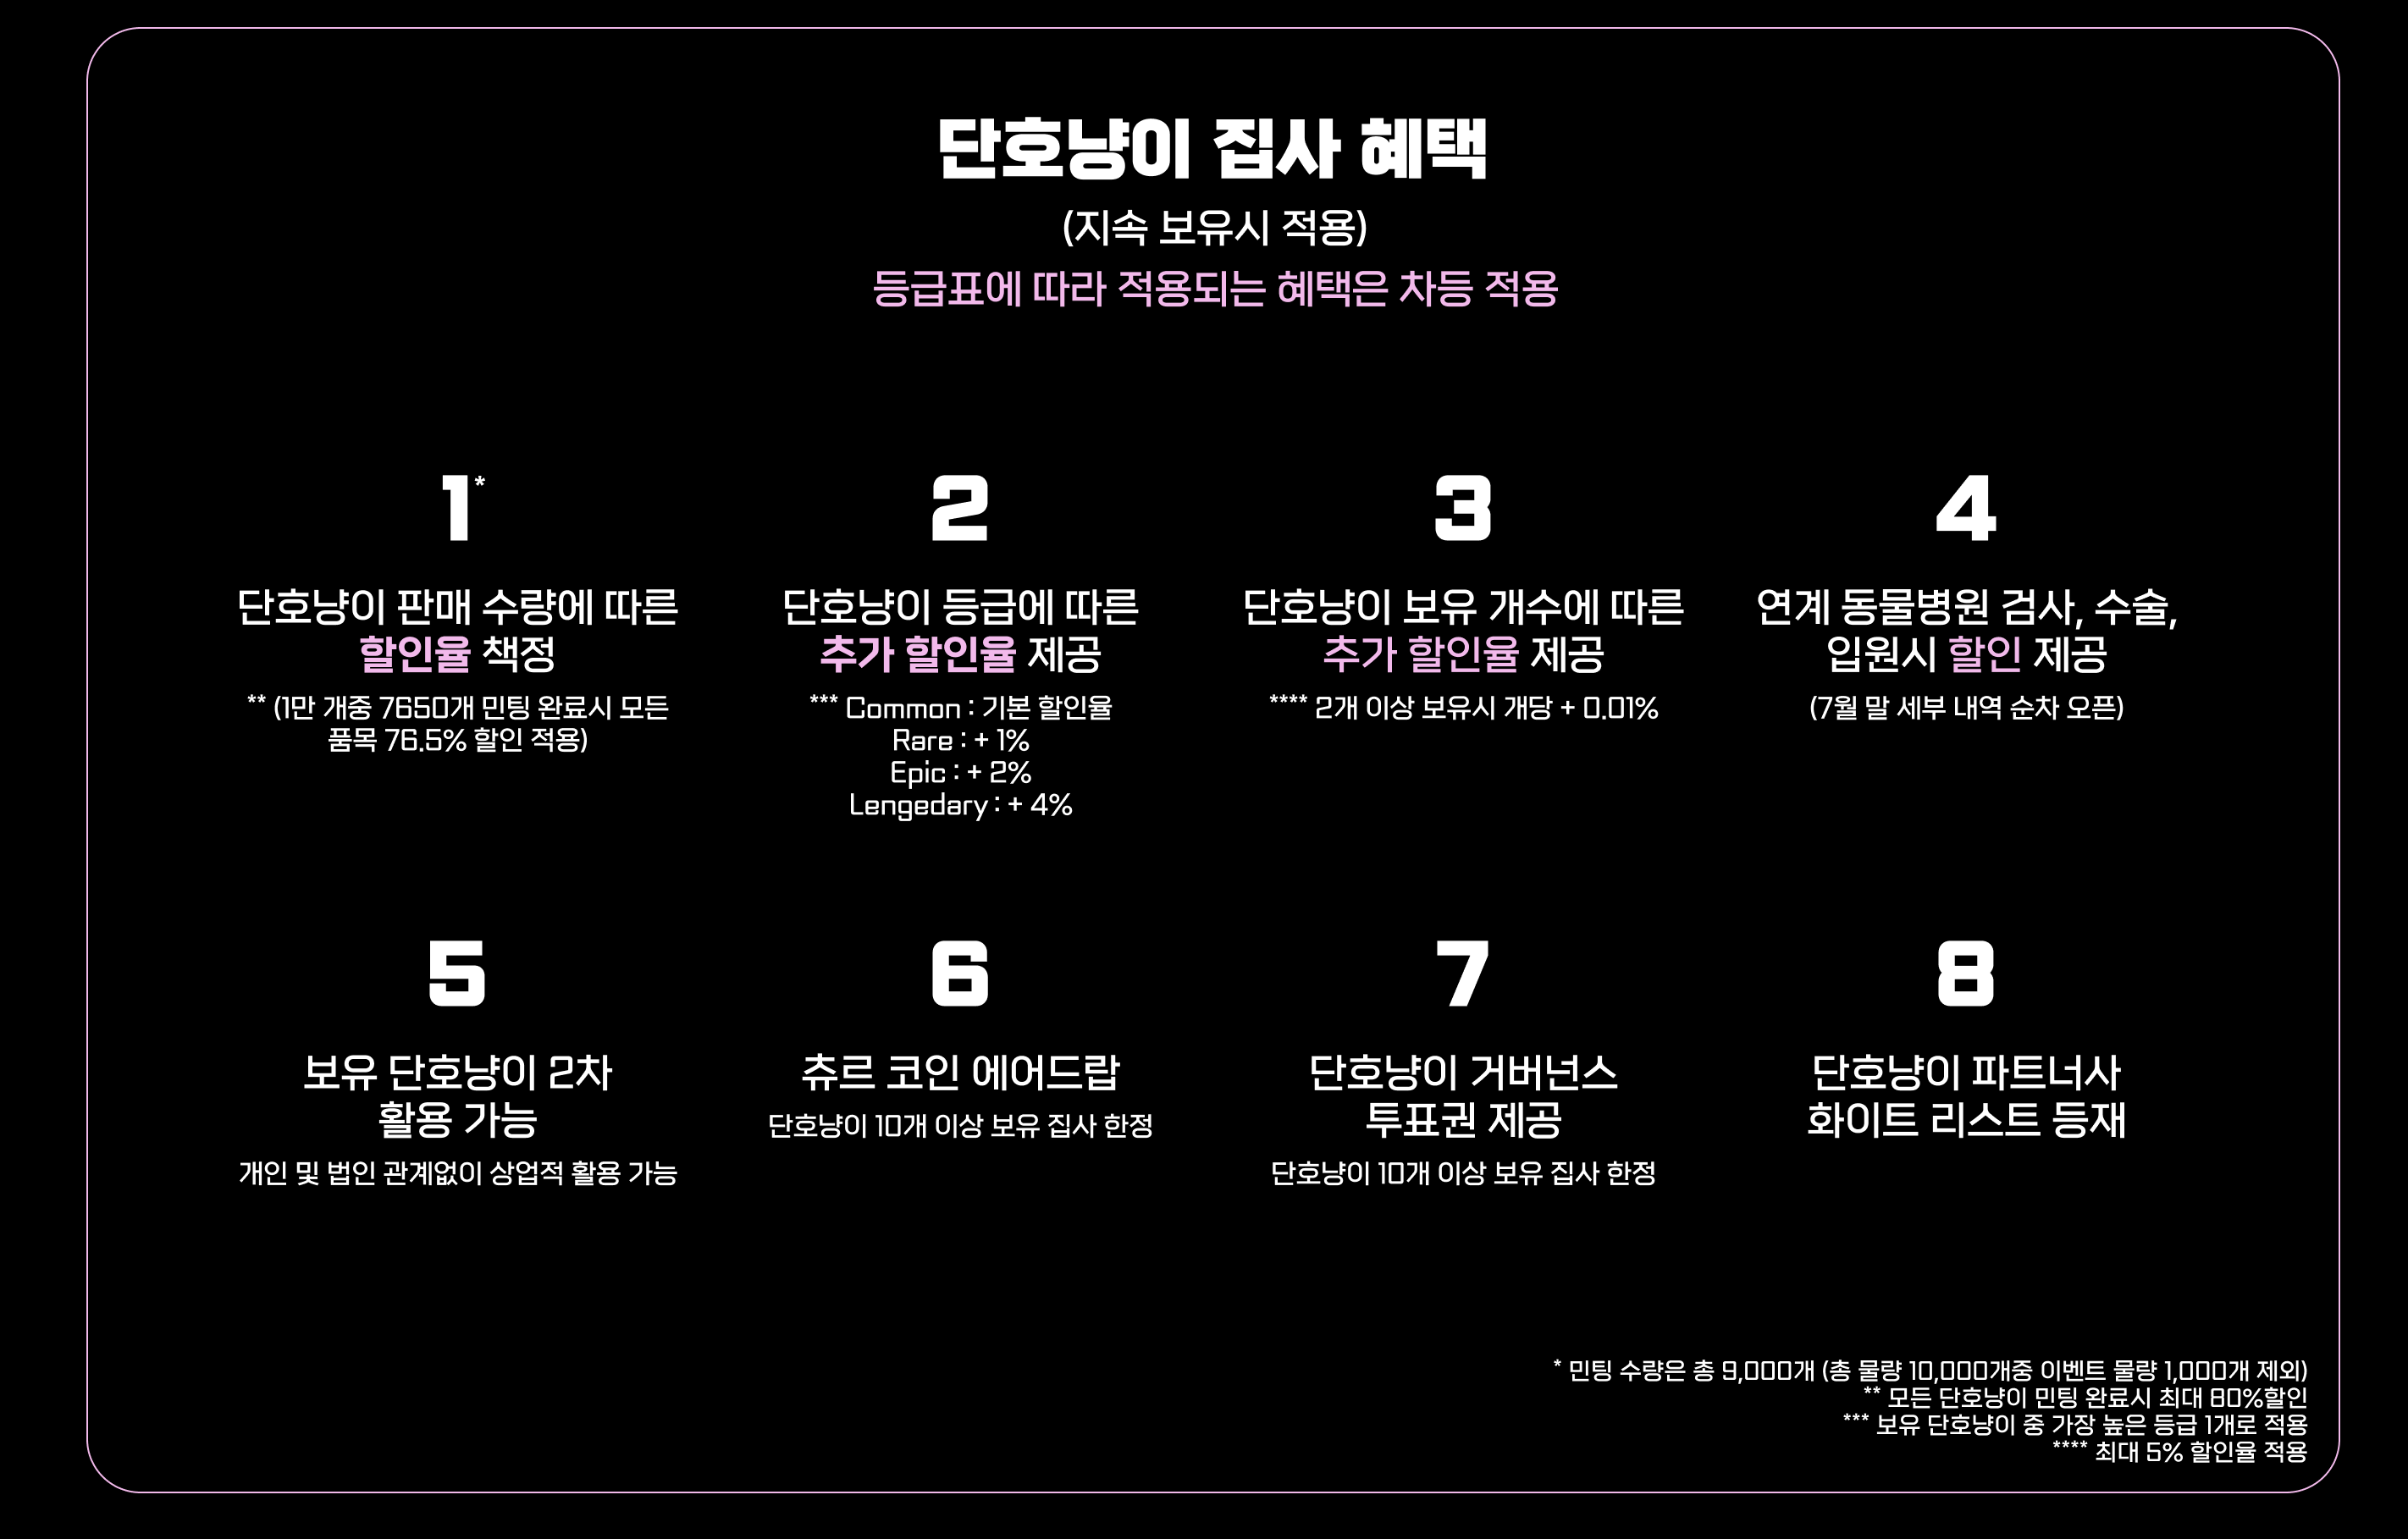 단호냥이 집사 혜택
(지속 보유시 적용)
등급표에 따라 적용되는 혜택은 차등 적용
1*
단호냥이 판매 수량에 따른
할인율 책정
** (1만 개중 7650개 민팅 완료시 모든
품목 76.5% 할인 적용)
2
단호냥이 등급에 따른
추가 할인율 제공
*** Common : 기본 할인율
Rare : + 1%
Epic : + 2%
Lengedary : + 4%
3
단호냥이 보유 개수에 따른
추가 할인율 제공
**** 2개 이상 보유시 개당 + 0.01%
4
연계 동물병원 검사, 수술,
입원시 할인 제공
(7월 말 세부 내역 순차 오픈)
5
보유 단호냥이 2차
활용 가능
개인 및 법인 관계없이 상업적 활용 가능
6
츄르 코인 에어드랍
단호냥이 10개 이상 보유 집사 한정
7
단호냥이 거버넌스
투표권 제공
단호냥이 10개 이상 보유 집사 한정
8
단호냥이 파트너사
화이트 리스트 등재
* 민팅 수량은 총 9,000개 (총 물량 10,000개중 이벤트 물량 1,000개 제외)
** 모든 단호냥이 민팅 완료시 최대 80%할인
*** 보유 단호냥이 중 가장 높은 등급 1개로 적용
**** 최대 5% 할인율 적용